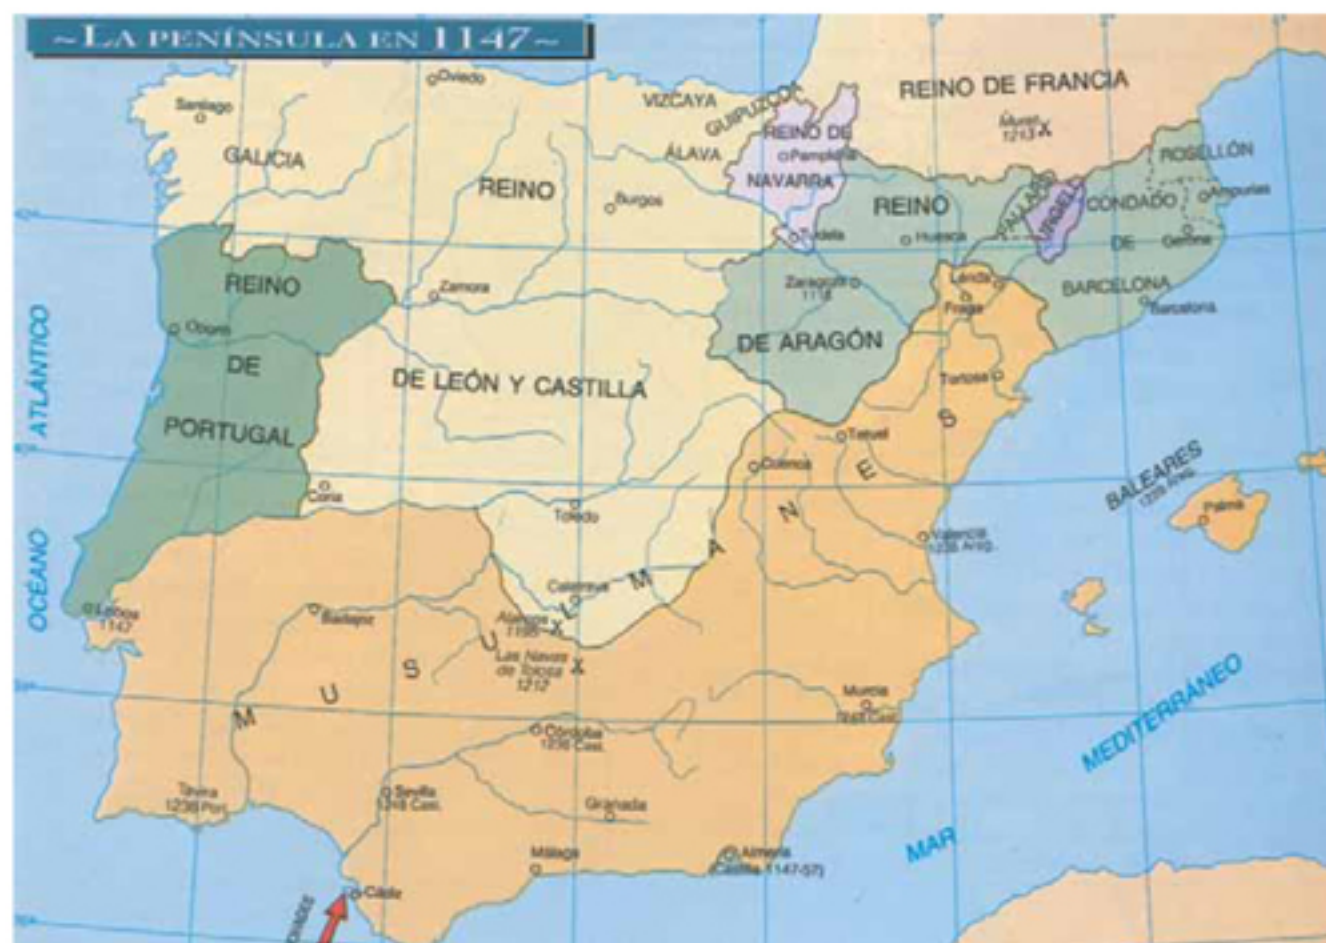 ~LA PENÍNSULA EN 1147~
Oviedo
Santiago
GALICIA
VIZCAYA
GUIPUZCOA
ÁLAVA
REINO DE
Pamplona
NAVARRA
REINO DE FRANCIA
Muret
1213
ROSELLÓN
Ampurias
PALLARS
URGELL
CONDADO
DE
BARCELONA
Gerona
Barcelona
REINO
Burgos
Zamora
DE LEÓN Y CASTILLA
REINO
Huesca
Tudela
Zaragoza
1118
DE ARAGÓN
Lérida
Fraga
Tortosa
REINO
Oporto
DE
PORTUGAL
OCÉANO
ATLÁNTICO
Coria
Toledo
Calatrava
Alarcos
1195
Las Navas
de Tolosa
1212
Lisboa
1147
Badajoz
Cuenca
Teruel
Valencia
1238 Arag.
MUSULMANES
BALEARES
Palma
Murcia
Córdoba
1236 Cast.
Tavira
1238 Port.
Sevilla
1248 Cast.
Granada
Málaga
Almería
(Castilla 1147-57)
Cádiz
MAR
MEDITERRÁNEO